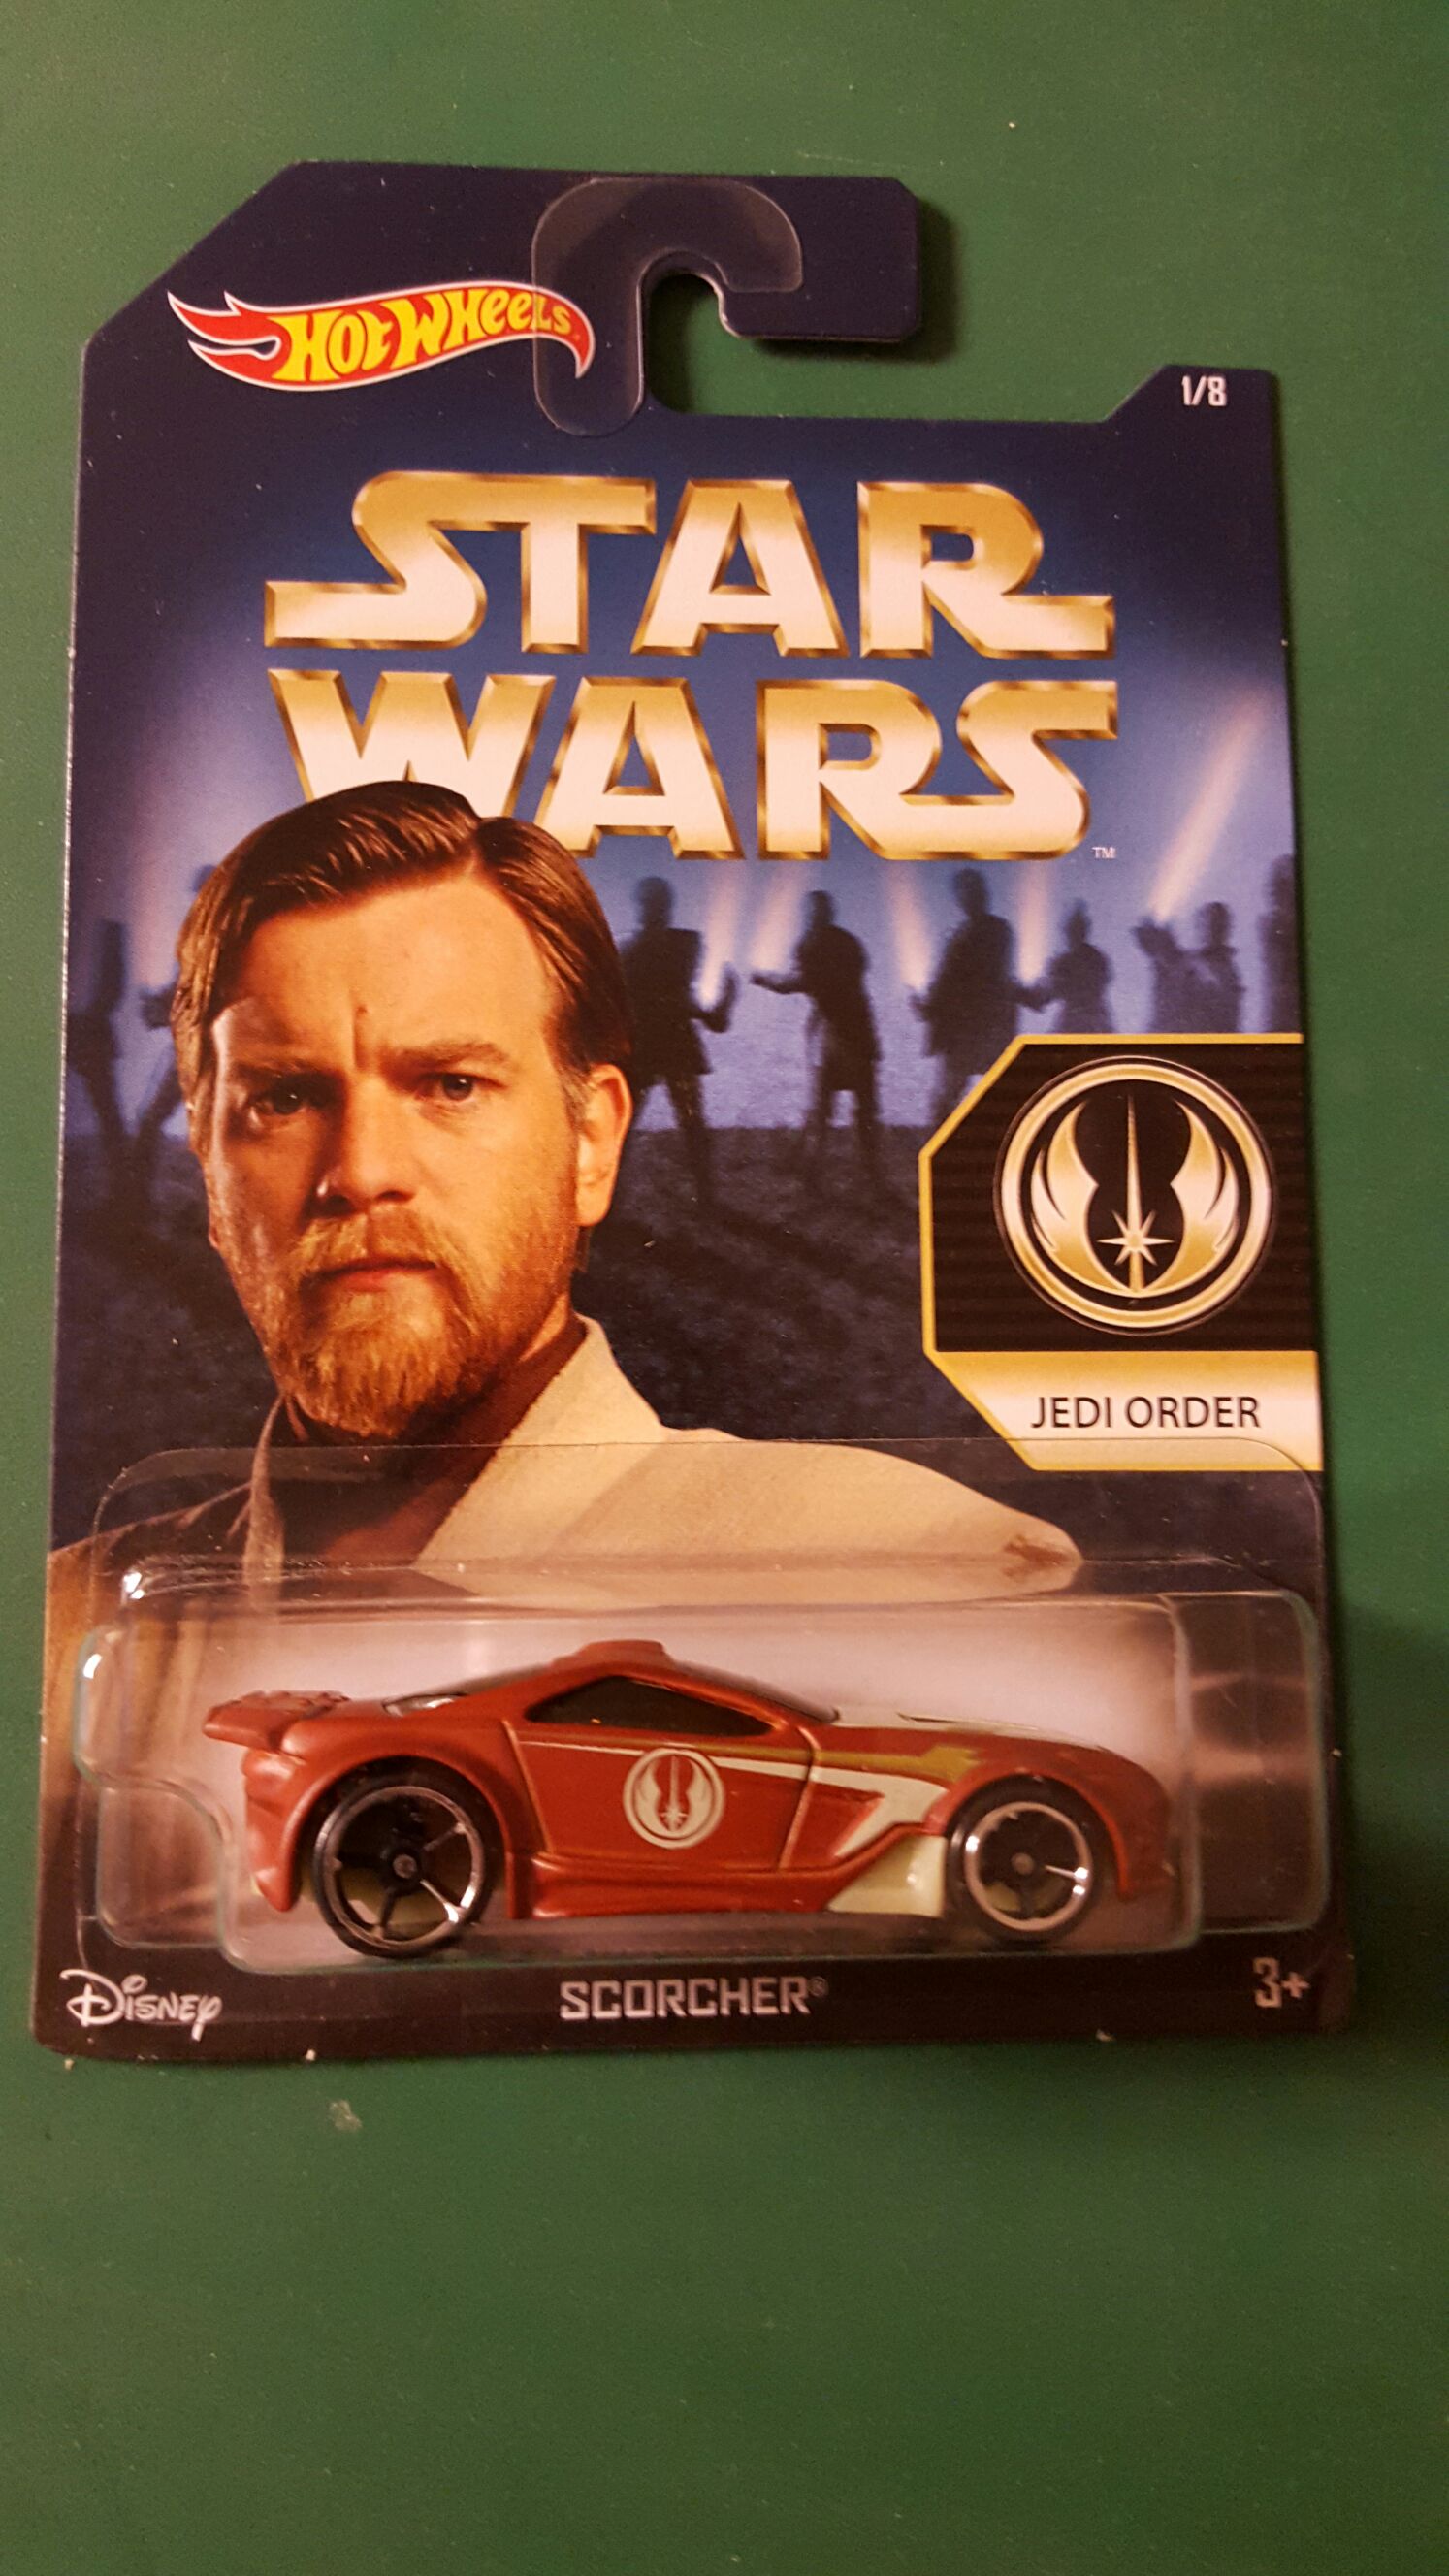 HOT WHEELS
1/8
STAR
WARS
TM
JEDI ORDER
Disney
SCORCHER®
3+